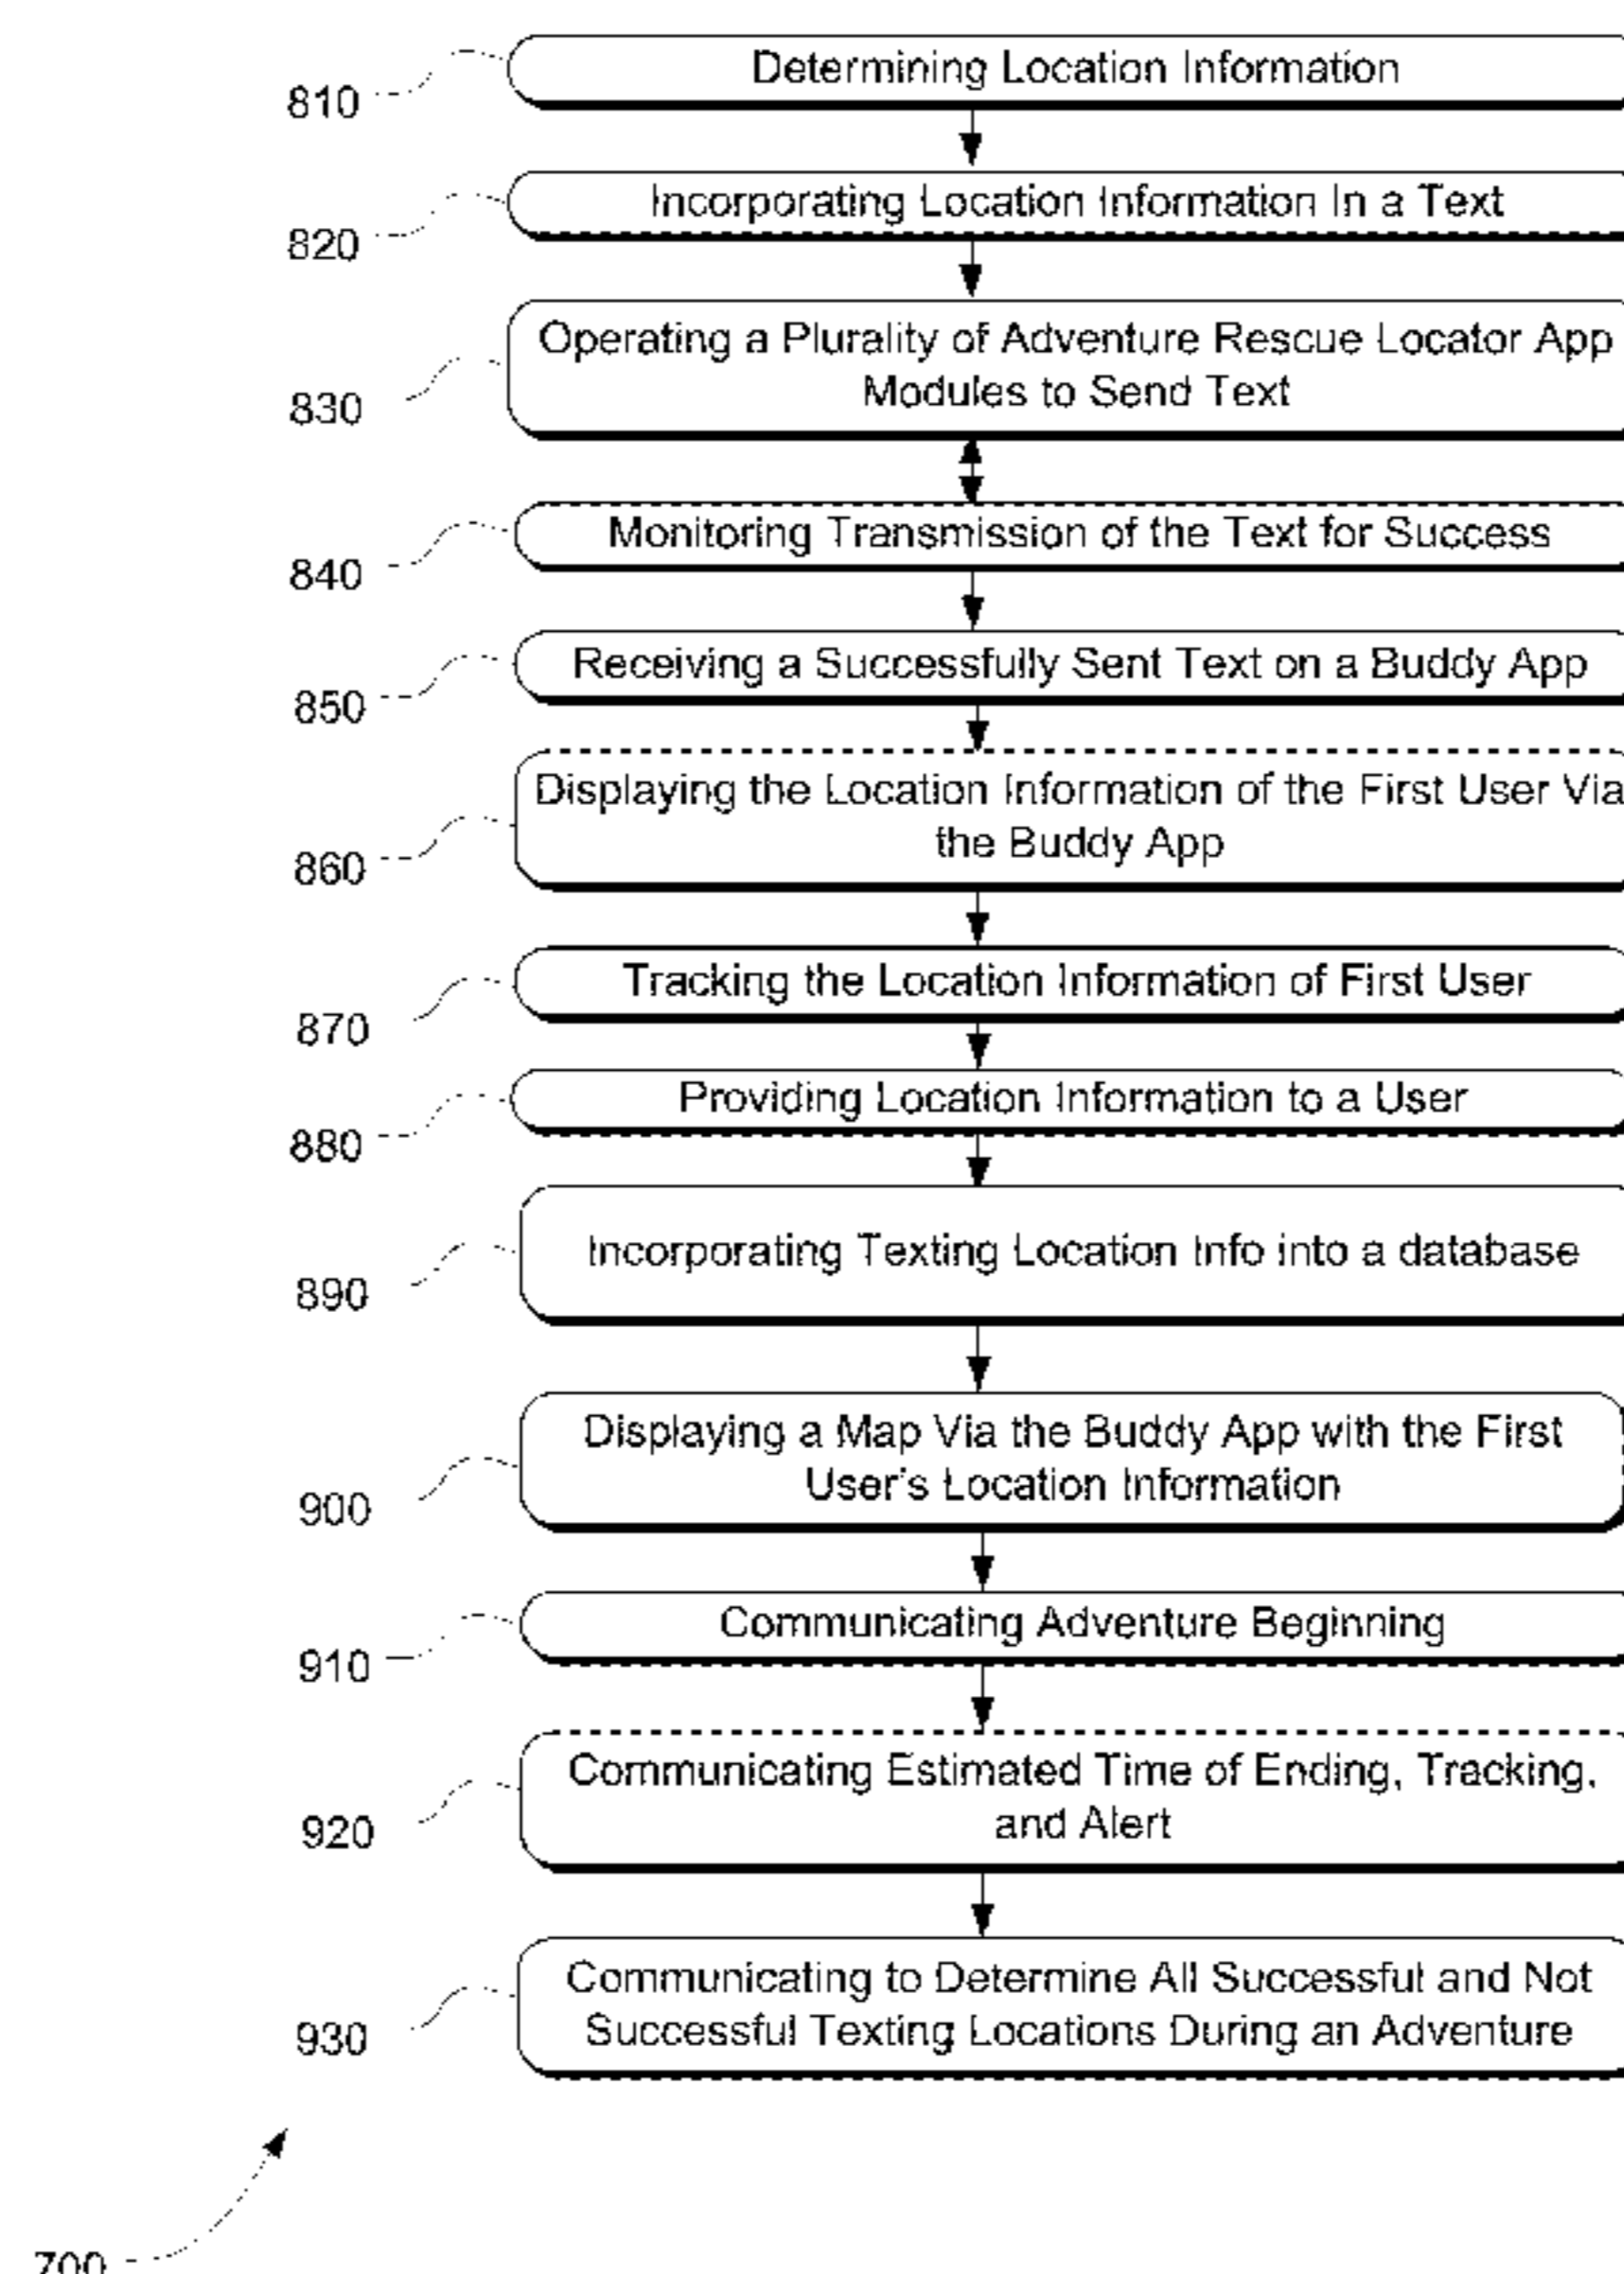 Determining Location Information
810
Incorporating Location Information In a Text
820
Operating a Plurality of Adventure Rescue Locator App
Modules to Send Text
830
Monitoring Transmission of the Text for Success
840
Receiving a Successfully Sent Text on a Buddy App
850
Displaying the Location Information of the First User Via
the Buddy App
860
Tracking the Location Information of First User
870
Providing Location Information to a User
880
Incorporating Texting Location Info into a database
890
Displaying a Map Via the Buddy App with the First
User's Location Information
900
Communicating Adventure Beginning
910
Communicating Estimated Time of Ending, Tracking,
and Alert
920
Communicating to Determine All Successful and Not
Successful Texting Locations During an Adventure
930
700